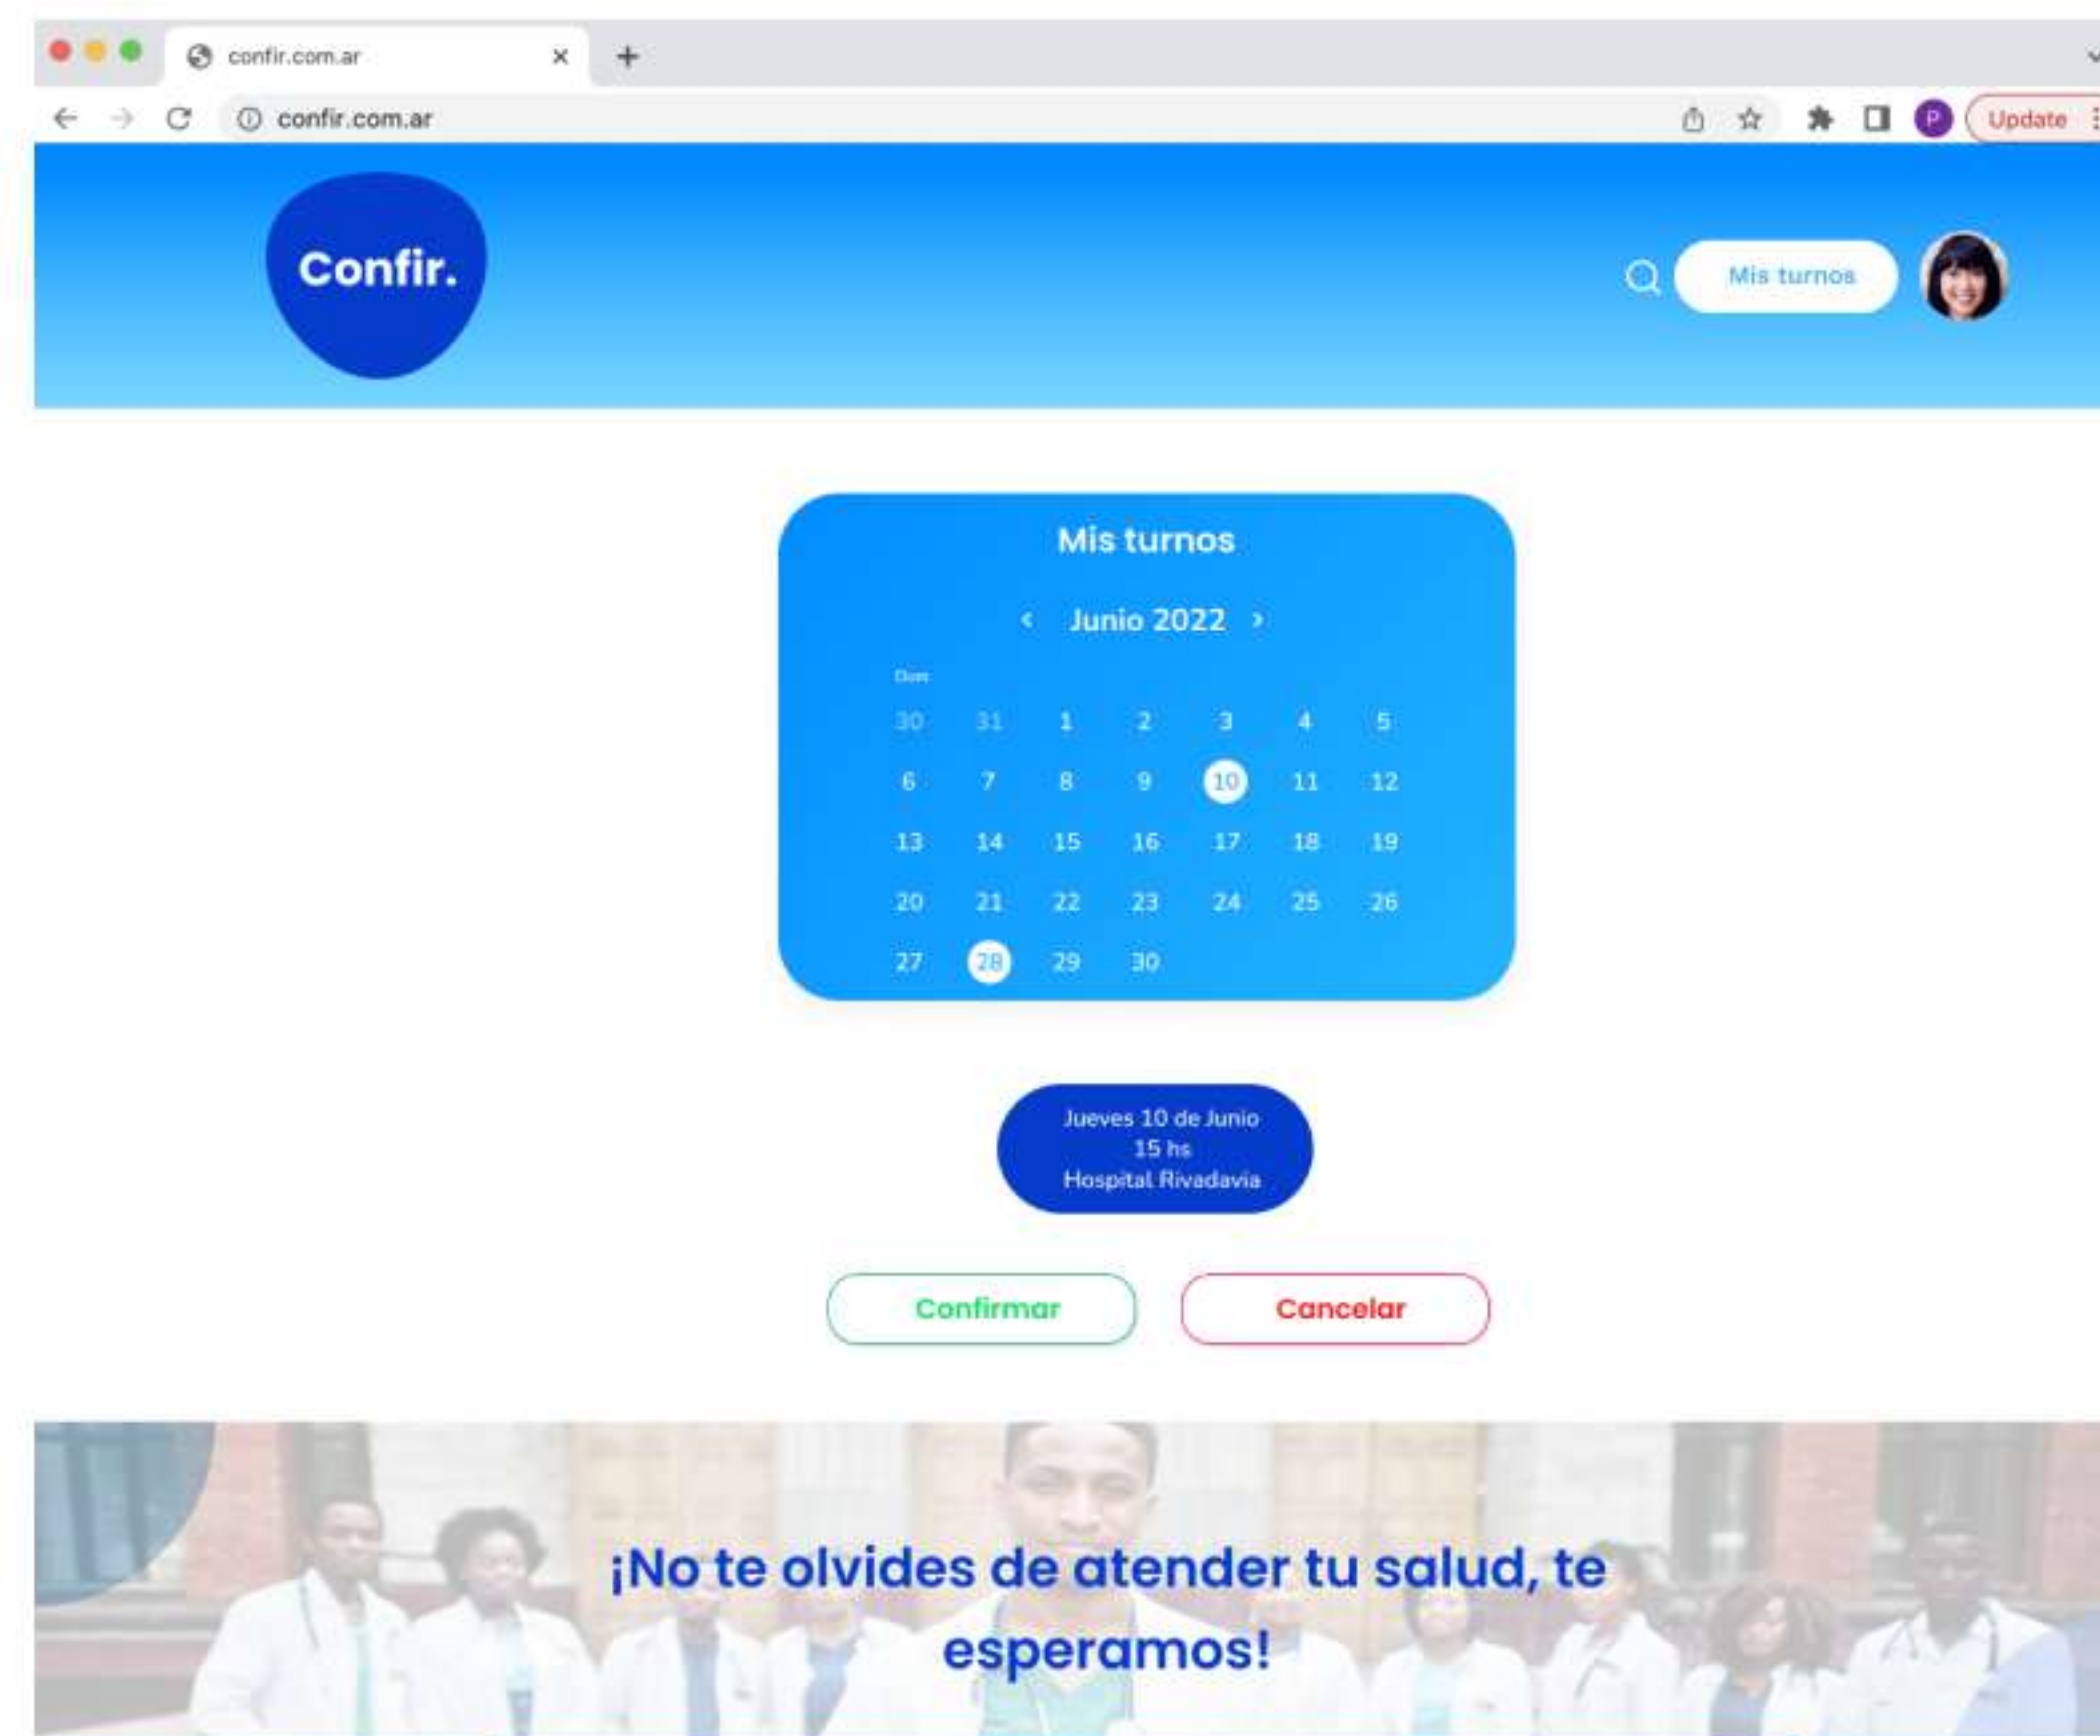 confir.com.ar
confir.com.ar
P
Update
Confir.
Mis turnos
Mis turnos
Junio 2022
30 31 1 2 3 4 5
6 7 8 9 10 11 12
13 14 15 16 17 18 19
20 21 22 23 24 25 26
27 28 29 30
Jueves 10 de Junio
15 hs
Hospital Rivadavia
Confirmar Cancelar
¡No te olvides de atender tu salud, te
esperamos!